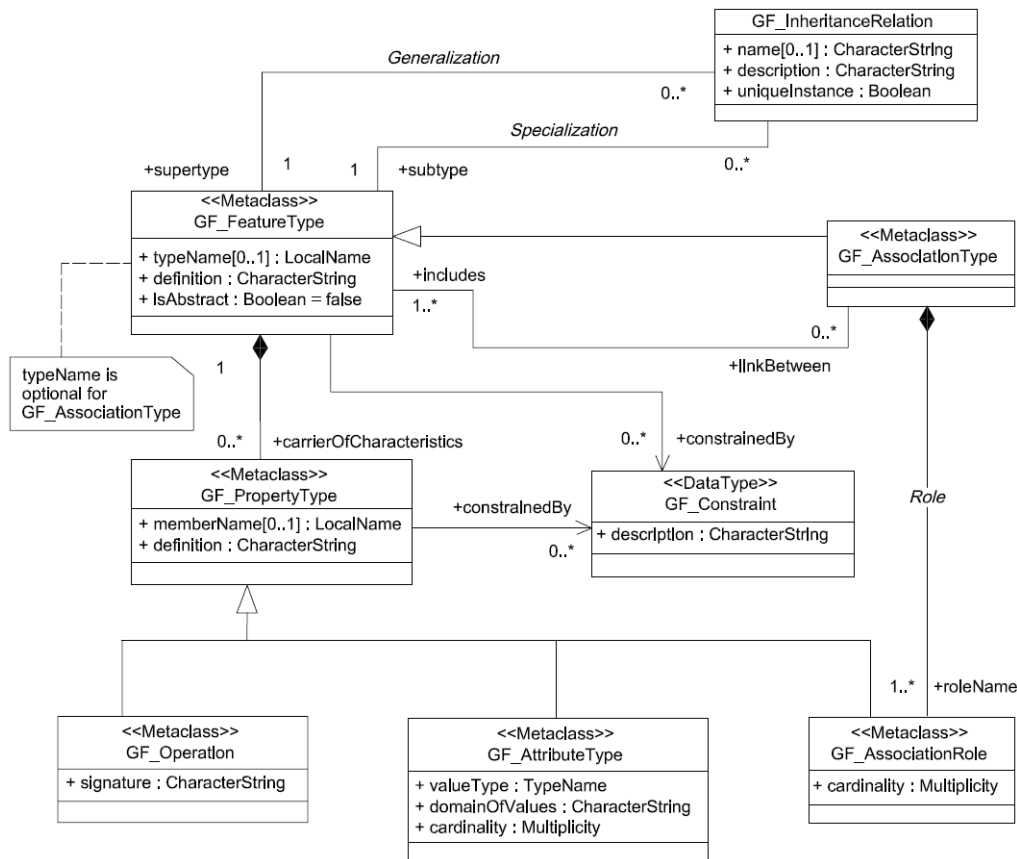 GF_InheritanceRelation
+ name[0..1] : CharacterString
+ description : CharacterString
+ uniqueInstance : Boolean
Generalization
0..*
Specialization
0..*
+supertype
1
1
+subtype
<<Metaclass>>
GF_FeatureType
+ typeName[0..1] : LocalName
+ definition : CharacterString
+ IsAbstract : Boolean = false
<<Metaclass>>
GF_AssociationType
+includes
1..*
0..*
+linkBetween
typeName is
optional for
GF_AssociationType
1
0..*
+carrierOfCharacteristics
0..*
+constrainedBy
<<Metaclass>>
GF_PropertyType
+ memberName[0..1] : LocalName
+ definition : CharacterString
+constrainedBy
0..*
<<DataType>>
GF_Constraint
+ description : CharacterString
Role
1..*
+roleName
<<Metaclass>>
GF_Operation
+ signature : CharacterString
<<Metaclass>>
GF_AttributeType
+ valueType : TypeName
+ domainOfValues : CharacterString
+ cardinality : Multiplicity
<<Metaclass>>
GF_AssociationRole
+ cardinality : Multiplicity